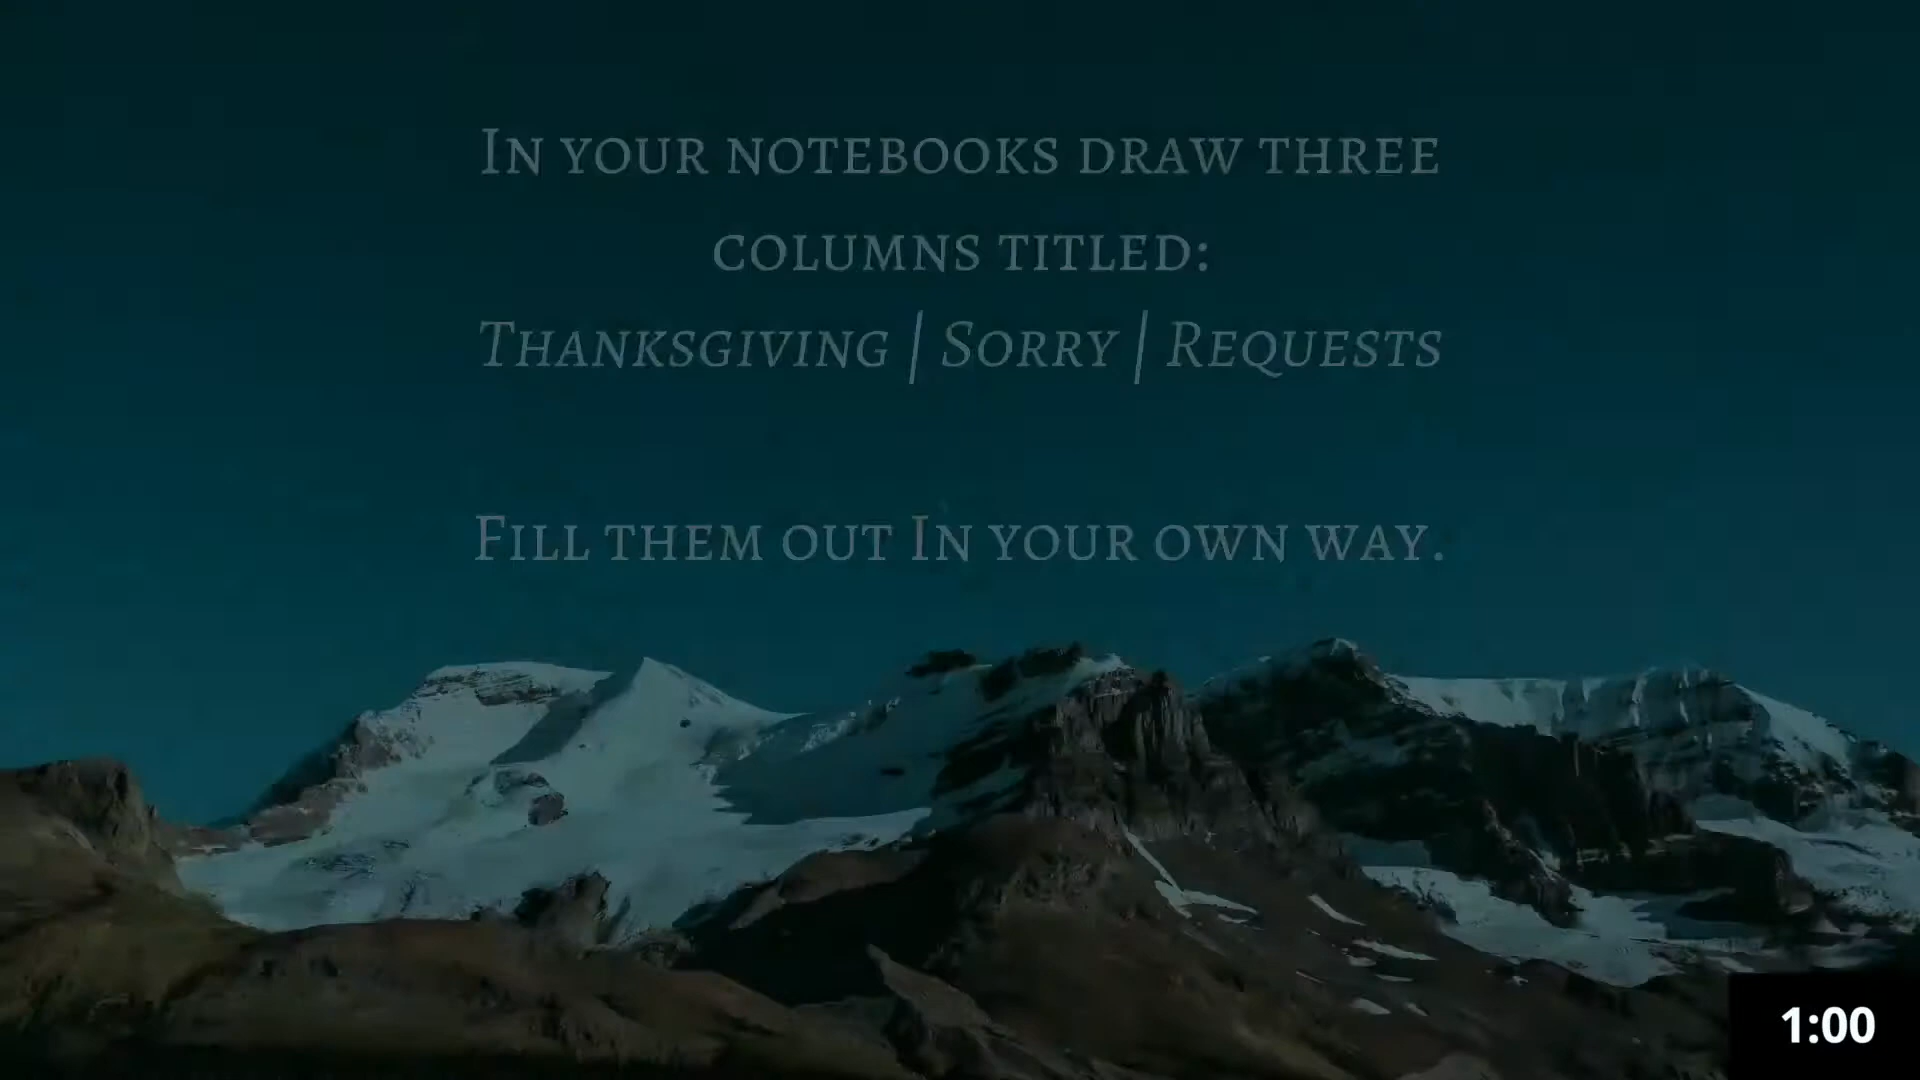 In your notebooks draw three
columns titled:
Thanksgiving | Sorry | Requests
Fill them out In your own way.
1:00